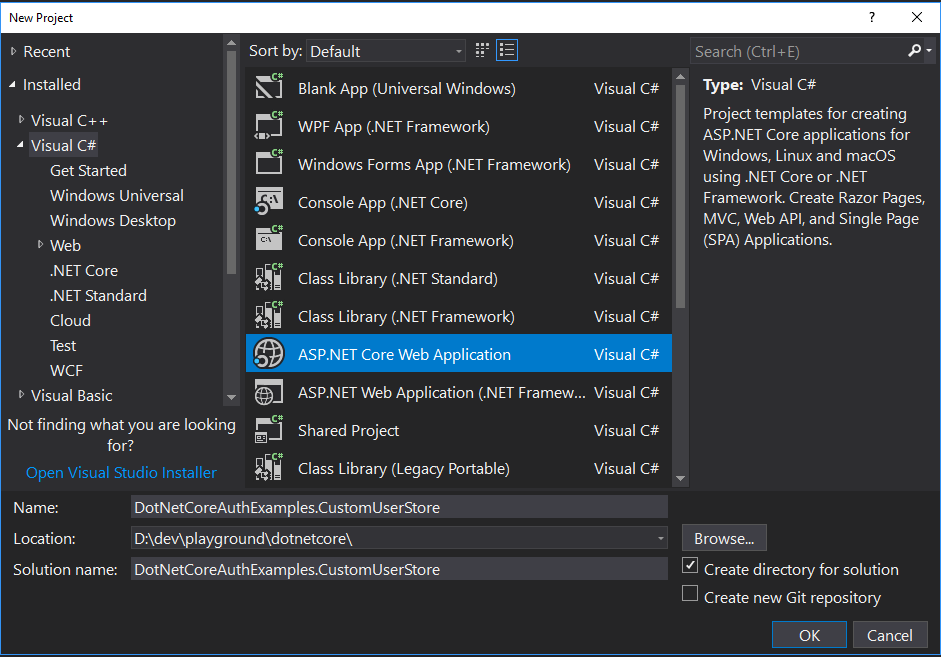 New Project
?
Recent
Installed
Visual C++
Visual C#
Get Started
Windows Universal
Windows Desktop
Web
.NET Core
.NET Standard
Cloud
Test
WCF
Visual Basic
Not finding what you are looking
for?
Open Visual Studio Installer
Sort by: Default
Blank App (Universal Windows) Visual C#
WPF App (.NET Framework) Visual C#
Windows Forms App (.NET Framework) Visual C#
Console App (.NET Core) Visual C#
Console App (.NET Framework) Visual C#
Class Library (.NET Standard) Visual C#
Class Library (.NET Framework) Visual C#
ASP.NET Core Web Application Visual C#
ASP.NET Web Application (.NET Framew... Visual C#
Shared Project Visual C#
Class Library (Legacy Portable) Visual C#
Search (Ctrl+E)
Type: Visual C#
Project templates for creating
ASP.NET Core applications for
Windows, Linux and macOS
using .NET Core or .NET
Framework. Create Razor Pages,
MVC, Web API, and Single Page
(SPA) Applications.
Name: DotNetCoreAuthExamples.CustomUserStore
Location: D:\dev\playground\dotnetcore\
Browse...
Solution name: DotNetCoreAuthExamples.CustomUserStore
Create directory for solution
Create new Git repository
OK Cancel